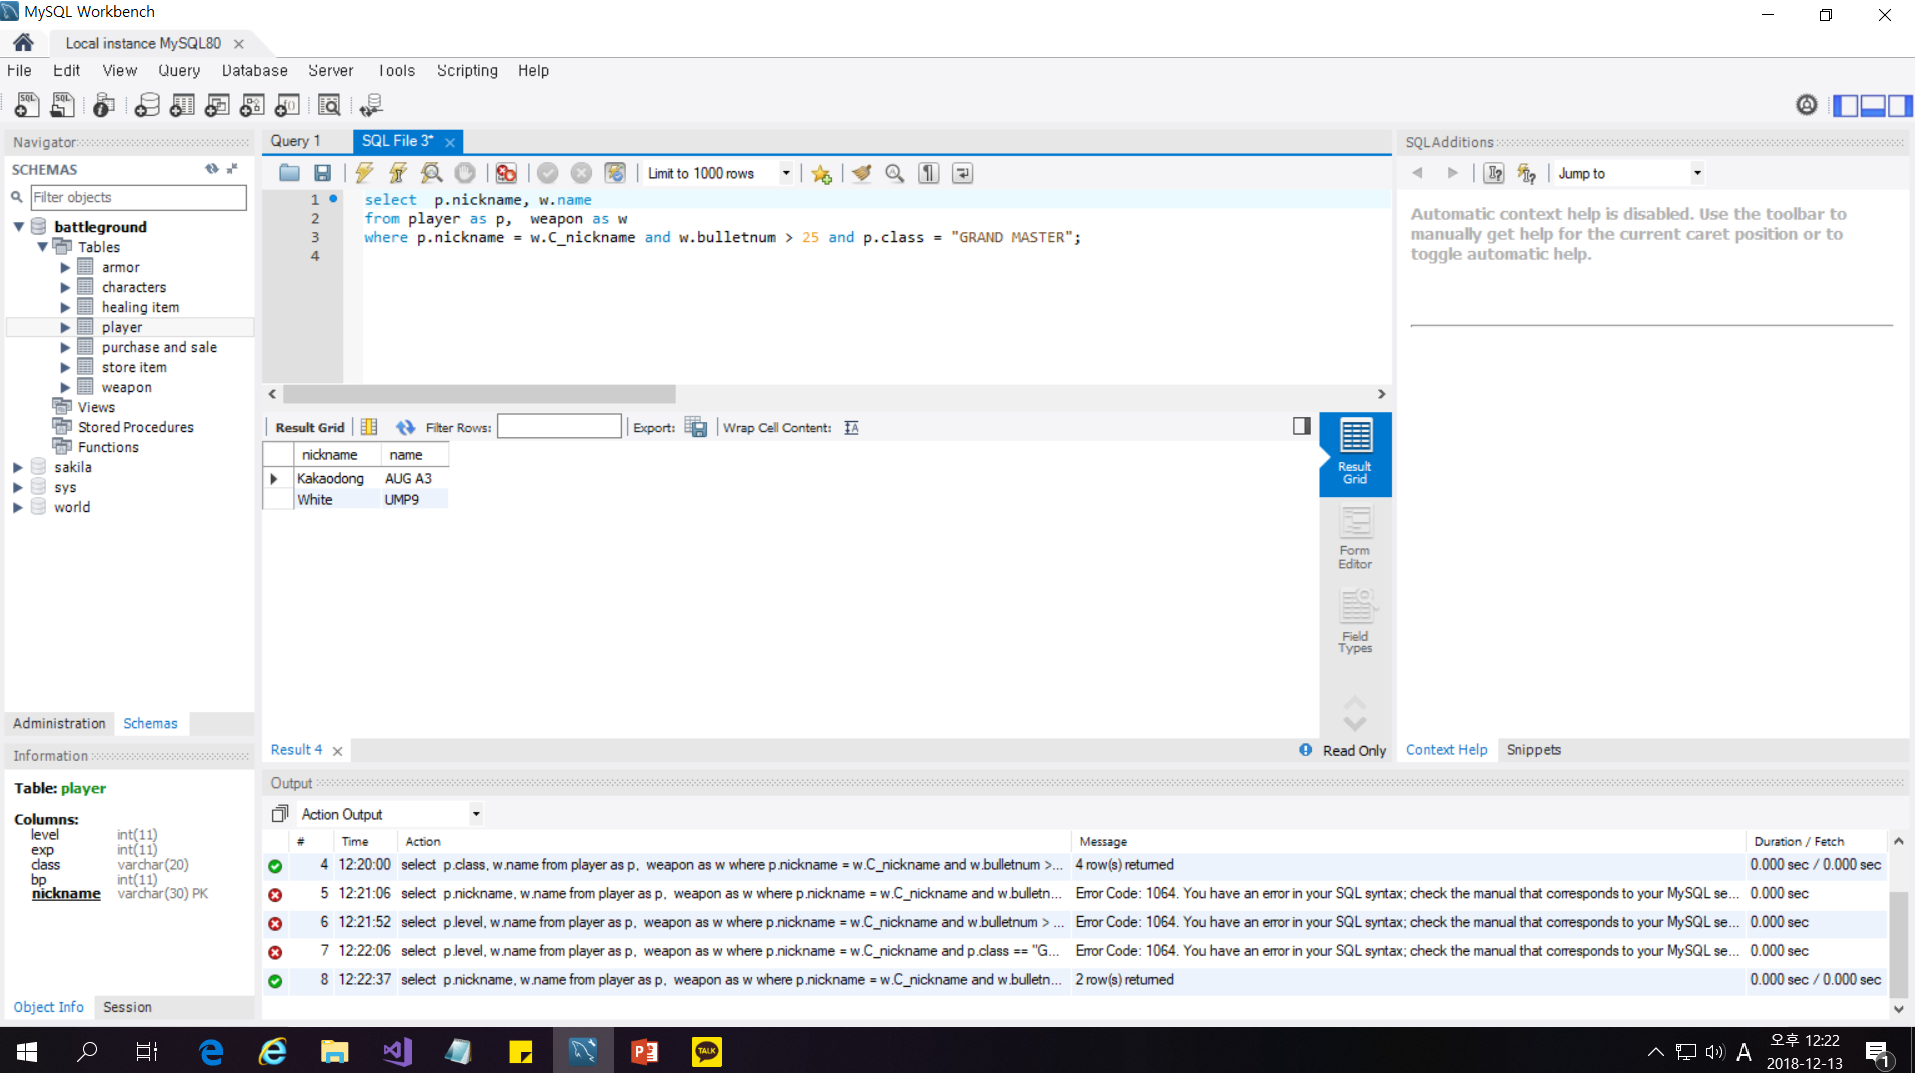 MySQL Workbench
Local instance MySQL80
File Edit View Query Database Server Tools Scripting Help
Navigator
SCHEMAS
Filter objects
battleground
Tables
armor
characters
healing item
player
purchase and sale
store item
weapon
Views
Stored Procedures
Functions
sakila
sys
world
Administration Schemas
Information
Table: player
Columns:
level int(11)
exp int(11)
class varchar(20)
bp int(11)
nickname varchar(30) PK
Object Info Session
Query 1 SQL File 3*
Limit to 1000 rows
1 select p.nickname, w.name
2 from player as p, weapon as w
3 where p.nickname = w.C_nickname and w.bulletnum > 25 and p.class = "GRAND MASTER";
4
Result Grid Filter Rows: Export: Wrap Cell Content:
nickname name
Kakaodong AUG A3
White UMP9
Result Grid
Form Editor
Field Types
Result 4
Read Only
SQLAdditions
Jump to
Automatic context help is disabled. Use the toolbar to
manually get help for the current caret position or to
toggle automatic help.
Context Help Snippets
Output
Action Output
# Time Action Message Duration / Fetch
4 12:20:00 select p.class, w.name from player as p, weapon as w where p.nickname = w.C_nickname and w.bulletnum >... 4 row(s) returned 0.000 sec / 0.000 sec
5 12:21:06 select p.nickname, w.name from player as p, weapon as w where p.nickname = w.C_nickname and w.bulletn... Error Code: 1064. You have an error in your SQL syntax; check the manual that corresponds to your MySQL se... 0.000 sec
6 12:21:52 select p.level, w.name from player as p, weapon as w where p.nickname = w.C_nickname and w.bulletnum > ... Error Code: 1064. You have an error in your SQL syntax; check the manual that corresponds to your MySQL se... 0.000 sec
7 12:22:06 select p.level, w.name from player as p, weapon as w where p.nickname = w.C_nickname and p.class == "G... Error Code: 1064. You have an error in your SQL syntax; check the manual that corresponds to your MySQL se... 0.000 sec
8 12:22:37 select p.nickname, w.name from player as p, weapon as w where p.nickname = w.C_nickname and w.bulletn... 2 row(s) returned 0.000 sec / 0.000 sec
TALK
A
오후 12:22
2018-12-13
1